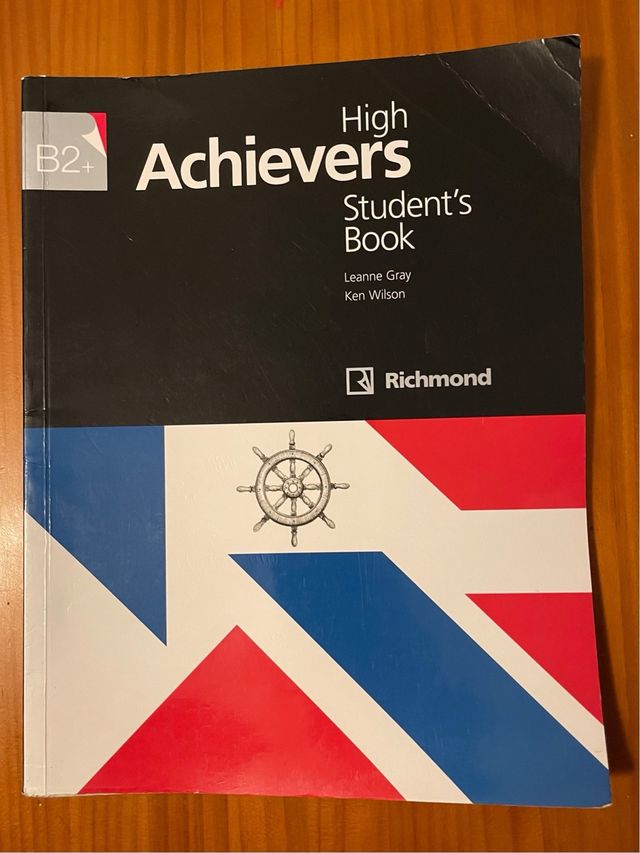 B2+
High
Achievers
Student's
Book
Leanne Gray
Ken Wilson
Richmond